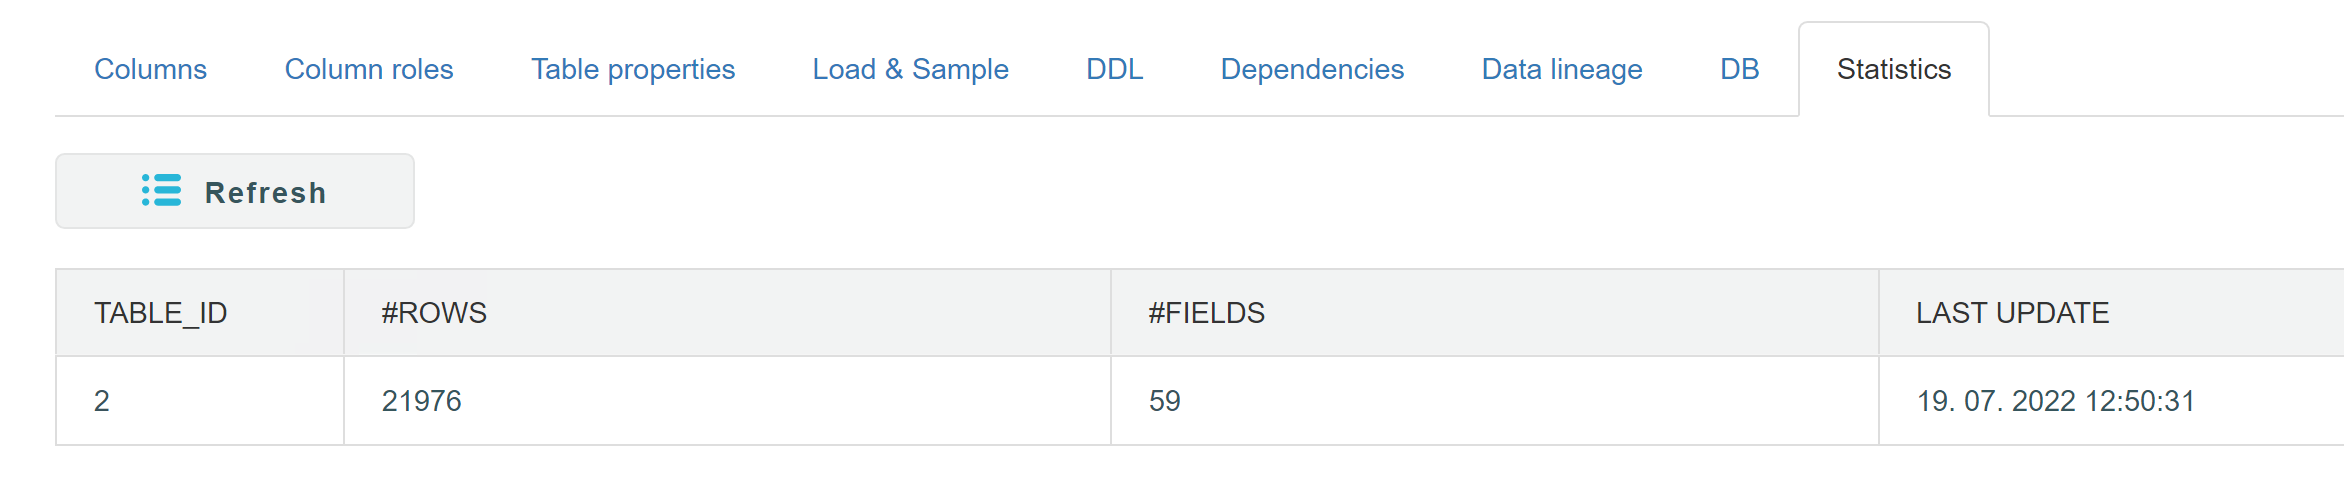 Columns Column roles Table properties Load & Sample DDL Dependencies Data lineage DB Statistics
Refresh
TABLE_ID #ROWS #FIELDS LAST UPDATE
2 21976 59 19. 07. 2022 12:50:31